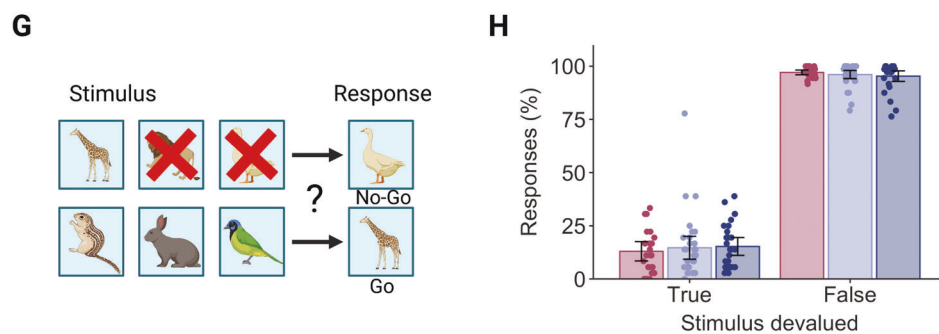 G
Stimulus
Response
No-Go
?
Go
H
Responses (%)
100
75
50
25
0
True
False
Stimulus devalued